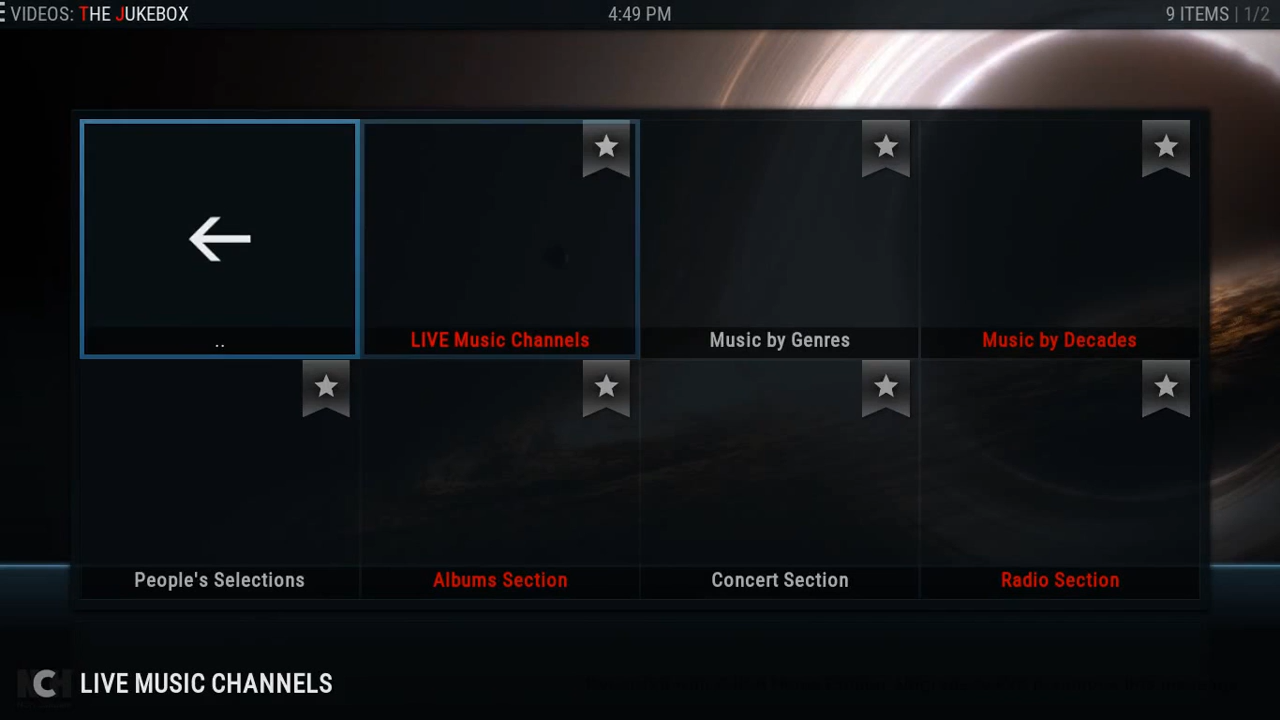 VIDEOS: THE JUKEBOX
4:49 PM
9 ITEMS | 1/2
..
LIVE Music Channels
Music by Genres
Music by Decades
People's Selections
Albums Section
Concert Section
Radio Section
LIVE MUSIC CHANNELS